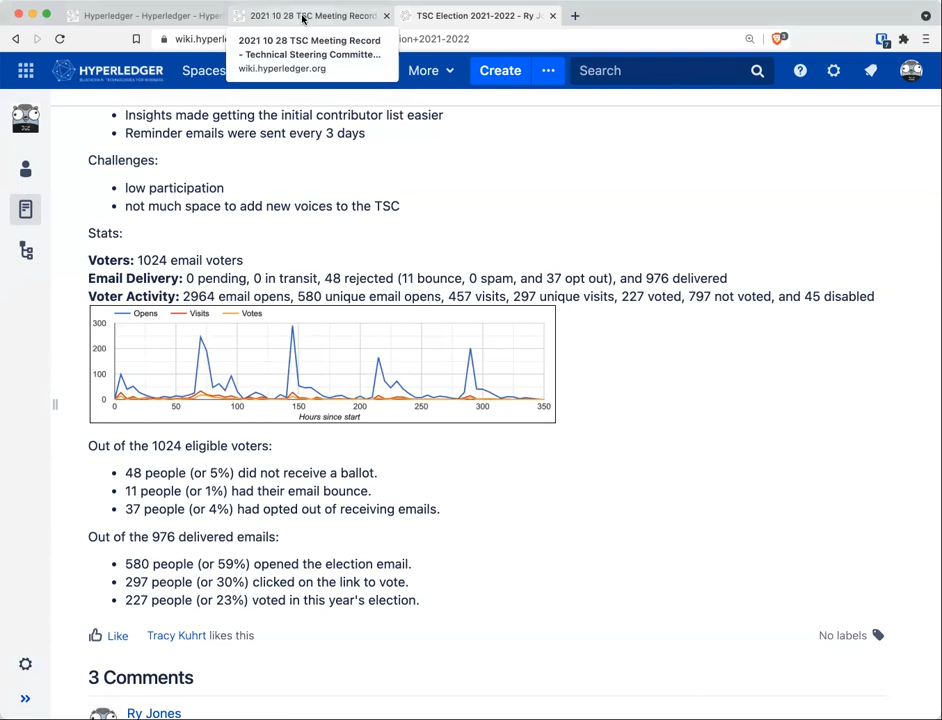 Hyperledger - Hyperledger - Hyper
2021 10 28 TSC Meeting Record
TSC Election 2021-2022 - Ry J
2021 10 28 TSC Meeting Record
- Technical Steering Committe...
wiki.hyperledger.org
wiki.hyperl
ion+2021-2022
3
7
HYPERLEDGER
Spaces
More
Create
Search
Insights made getting the initial contributor list easier
Reminder emails were sent every 3 days
Challenges:
low participation
not much space to add new voices to the TSC
Stats:
Voters: 1024 email voters
Email Delivery: 0 pending, 0 in transit, 48 rejected (11 bounce, 0 spam, and 37 opt out), and 976 delivered
Voter Activity: 2964 email opens, 580 unique email opens, 457 visits, 297 unique visits, 227 voted, 797 not voted, and 45 disabled
Opens Visits Votes
300
200
100
0
0 50 100 150 200 250 300 350
Hours since start
Out of the 1024 eligible voters:
48 people (or 5%) did not receive a ballot.
11 people (or 1%) had their email bounce.
37 people (or 4%) had opted out of receiving emails.
Out of the 976 delivered emails:
580 people (or 59%) opened the election email.
297 people (or 30%) clicked on the link to vote.
227 people (or 23%) voted in this year's election.
Like Tracy Kuhrt likes this
No labels
3 Comments
Ry Jones